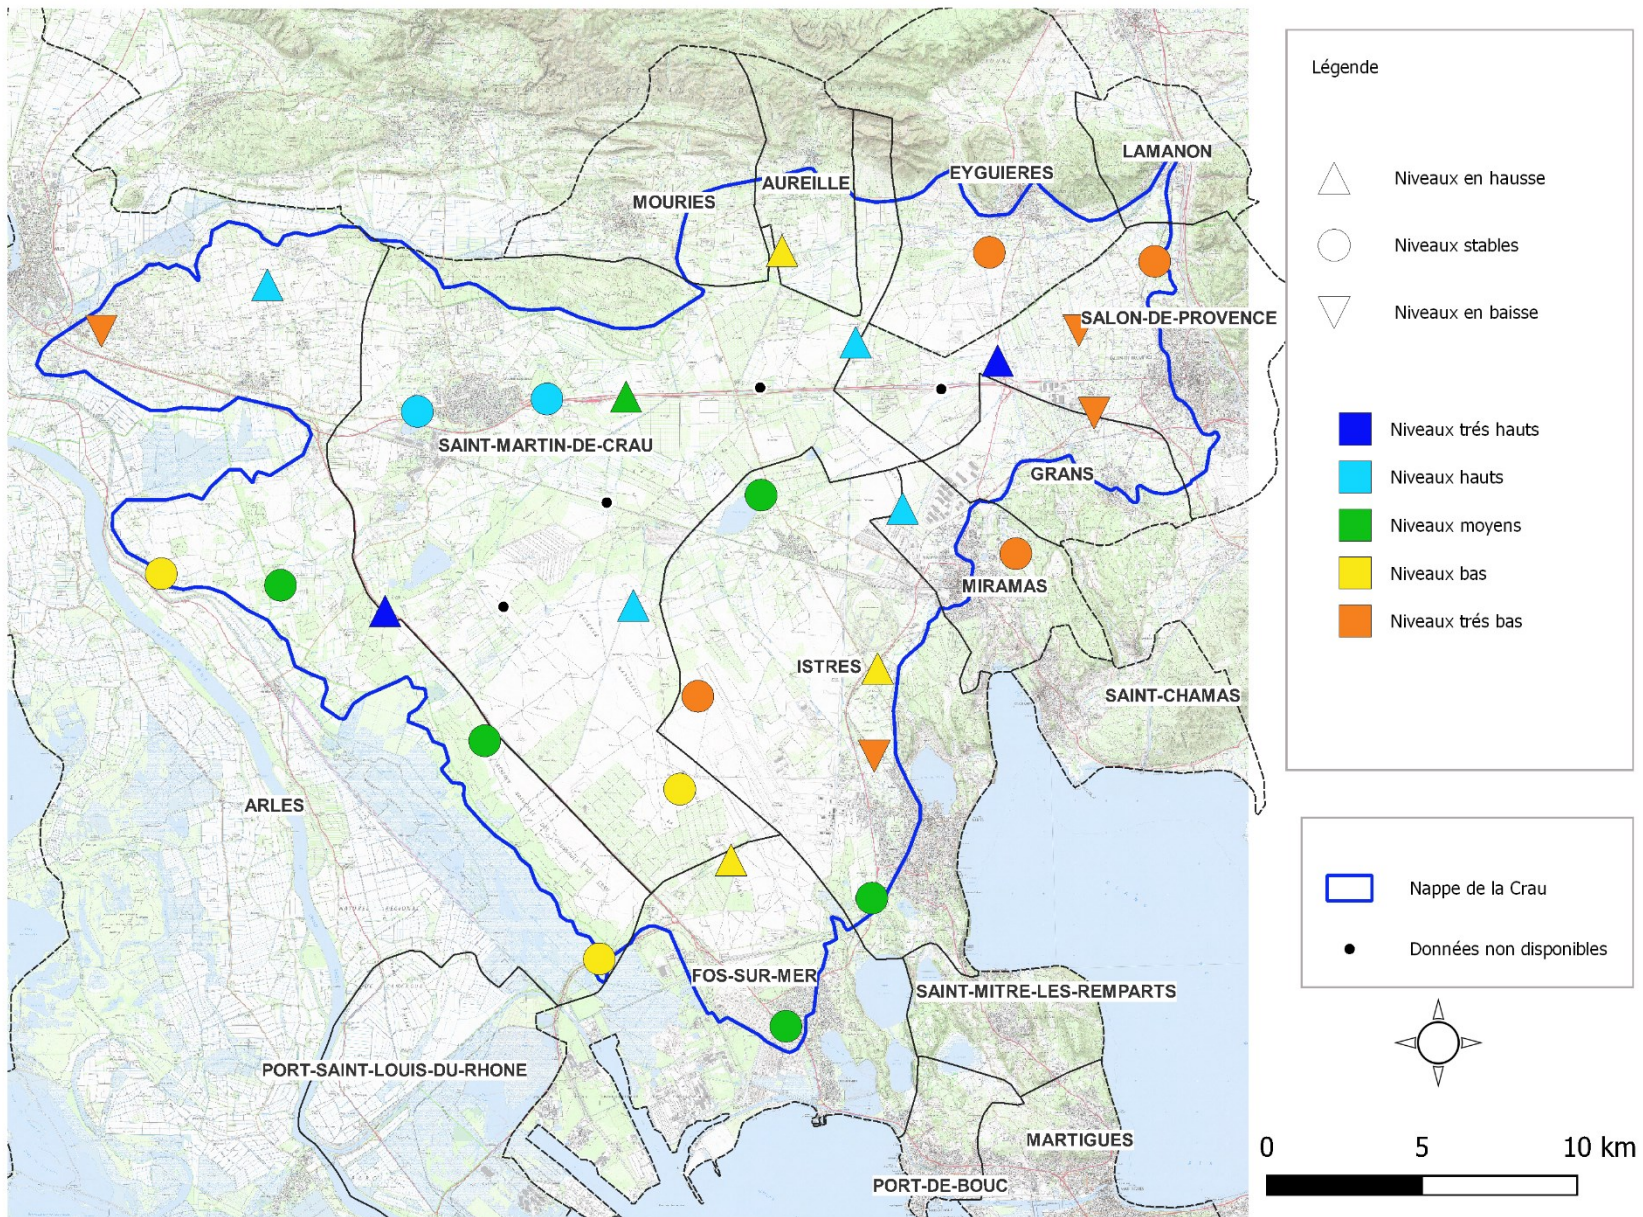 LAMANON
EYGUIERES
AUREILLE
MOURIES
SALON-DE-PROVENCE
SAINT-MARTIN-DE-CRAU
GRANS
MIRAMAS
ISTRES
SAINT-CHAMAS
ARLES
FOS-SUR-MER
SAINT-MITRE-LES-REMPARTS
PORT-SAINT-LOUIS-DU-RHONE
MARTIGUES
PORT-DE-BOUC
Légende
Niveaux en hausse
Niveaux stables
Niveaux en baisse
Niveaux trés hauts
Niveaux hauts
Niveaux moyens
Niveaux bas
Niveaux trés bas
Nappe de la Crau
Données non disponibles
0 5 10 km